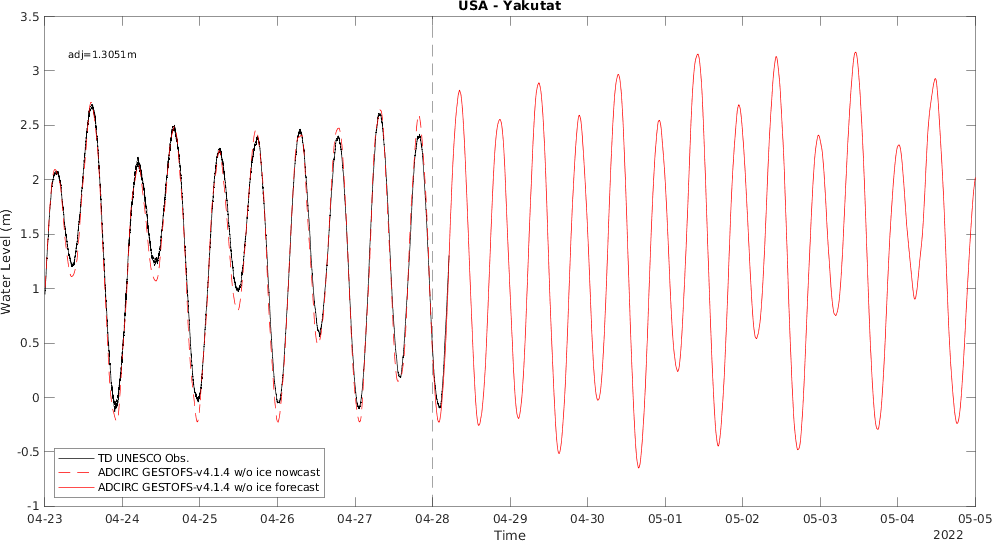 USA - Yakutat
adj=1.3051m
3.5
3
2.5
2
1.5
1
0.5
0
-0.5
-1
Water Level (m)
TD UNESCO Obs.
ADCIRC GESTOFS-v4.1.4 w/o ice nowcast
ADCIRC GESTOFS-v4.1.4 w/o ice forecast
04-23 04-24 04-25 04-26 04-27 04-28 04-29 04-30 05-01 05-02 05-03 05-04 05-05
Time
2022